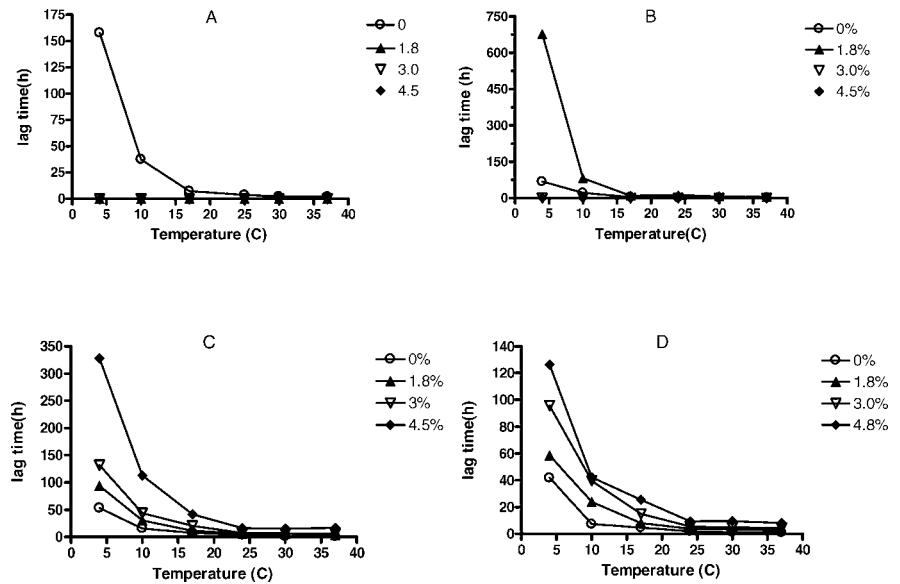 A
175
150
125
100
75
50
25
0
0 5 10 15 20 25 30 35 40
lag time(h)
Temperature (C)
0
1.8
3.0
4.5
B
750
600
450
300
150
0
0 5 10 15 20 25 30 35 40
lag time (h)
Temperature(C)
0%
1.8%
3.0%
4.5%
C
350
300
250
200
150
100
50
0
0 5 10 15 20 25 30 35 40
lag time(h)
Temperature (C)
0%
1.8%
3%
4.5%
D
140
120
100
80
60
40
20
0
0 5 10 15 20 25 30 35 40
lag time(h)
Temperature (C)
0%
1.8%
3.0%
4.8%